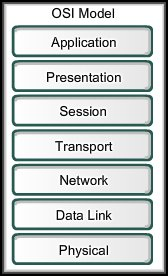 OSI Model
Application
Presentation
Session
Transport
Network
Data Link
Physical